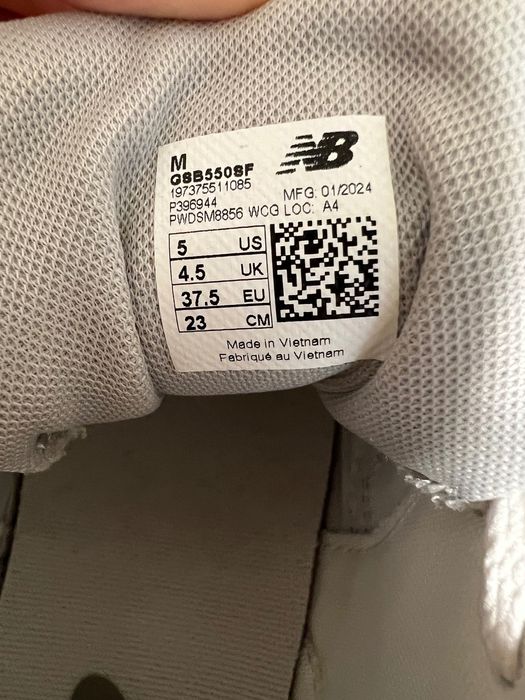 M
NB
GSB550SF
197375511085
P396944 MFG: 01/2024
PWDSM8856 WCG LOC: A4
5 US
4.5 UK
37.5 EU
23 CM
Made in Vietnam
Fabriqué au Vietnam